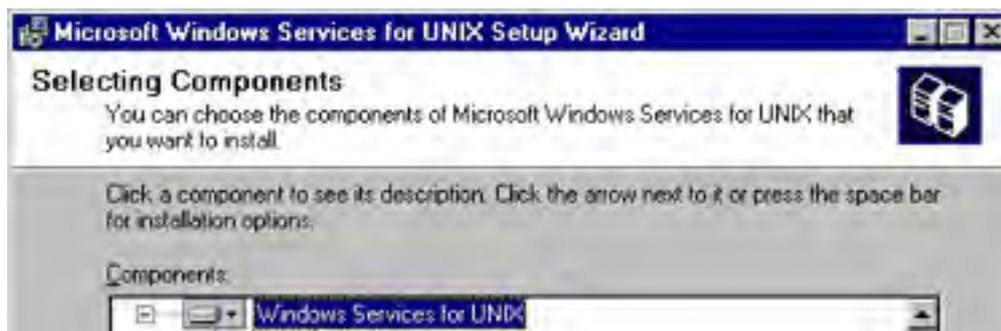 Microsoft Windows Services for UNIX Setup Wizard
Selecting Components
You can choose the components of Microsoft Windows Services for UNIX that
you want to install.
Click a component to see its description. Click the arrow next to it or press the space bar
for installation options.
Components:
Windows Services for UNIX